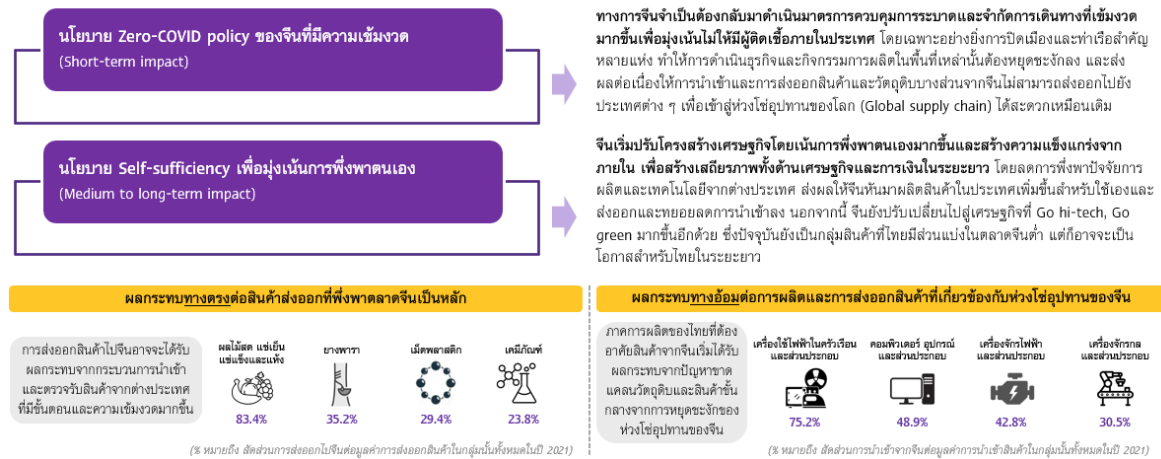 นโยบาย Zero-COVID policy ของจีนที่มีความเข้มงวด
(Short-term impact)
ทางการจีนจำเป็นต้องกลับมาดำเนินมาตรการควบคุมการระบาดและจำกัดการเดินทางที่เข้มงวด
มากขึ้นเพื่อมุ่งเน้นไม่ให้มีผู้ติดเชื้อภายในประเทศ โดยเฉพาะอย่างยิ่งการปิดเมืองและท่าเรือสำคัญ
หลายแห่ง ทำให้การดำเนินธุรกิจและกิจกรรมการผลิตในพื้นที่เหล่านั้นต้องหยุดชะงักลง และส่ง
ผลต่อเนื่องให้การนำเข้าและการส่งออกสินค้าและวัตถุดิบบางส่วนจากจีนไม่สามารถส่งออกไปยัง
ประเทศต่าง ๆ เพื่อเข้าสู่ห่วงโซ่อุปทานของโลก (Global supply chain) ได้สะดวกเหมือนเดิม
นโยบาย Self-sufficiency เพื่อมุ่งเน้นการพึ่งพาตนเอง
(Medium to long-term impact)
จีนเริ่มปรับโครงสร้างเศรษฐกิจโดยเน้นการพึ่งพาตนเองมากขึ้นและสร้างความแข็งแกร่งจาก
ภายใน เพื่อสร้างเสถียรภาพทั้งด้านเศรษฐกิจและการเงินในระยะยาว โดยลดการพึ่งพาปัจจัยการ
ผลิตและเทคโนโลยีจากต่างประเทศ ส่งผลให้จีนหันมาผลิตสินค้าในประเทศเพิ่มขึ้นสำหรับใช้เองและ
ส่งออกและทยอยลดการนำเข้าลง นอกจากนี้ จีนยังปรับเปลี่ยนไปสู่เศรษฐกิจที่ Go hi-tech, Go
green มากขึ้นอีกด้วย ซึ่งปัจจุบันยังเป็นกลุ่มสินค้าที่ไทยมีส่วนแบ่งในตลาดจีนต่ำ แต่ก็อาจจะเป็น
โอกาสสำหรับไทยในระยะยาว
ผลกระทบทางตรงต่อสินค้าส่งออกที่พึ่งพาตลาดจีนเป็นหลัก
การส่งออกสินค้าไปจีนอาจจะได้รับ
ผลกระทบจากกระบวนการนำเข้า
และตรวจรับสินค้าจากต่างประเทศ
ที่มีขั้นตอนและความเข้มงวดมากขึ้น
ผลไม้สด แช่เย็น
แช่แข็งและแห้ง
83.4%
ยางพารา
35.2%
เม็ดพลาสติก
29.4%
เคมีภัณฑ์
23.8%
(% หมายถึง สัดส่วนการส่งออกไปจีนต่อมูลค่าการส่งออกสินค้าในกลุ่มนั้นทั้งหมดในปี 2021)
ผลกระทบทางอ้อมต่อการผลิตและการส่งออกสินค้าที่เกี่ยวข้องกับห่วงโซ่อุปทานของจีน
ภาคการผลิตของไทยที่ต้อง
อาศัยสินค้าจากจีนเริ่มได้รับ
ผลกระทบจากปัญหาขาด
แคลนวัตถุดิบและสินค้าขั้น
กลางจากการหยุดชะงักของ
ห่วงโซ่อุปทานของจีน
เครื่องใช้ไฟฟ้าในครัวเรือน
และส่วนประกอบ
75.2%
คอมพิวเตอร์ อุปกรณ์
และส่วนประกอบ
48.9%
เครื่องจักรไฟฟ้า
และส่วนประกอบ
42.8%
เครื่องจักรกล
และส่วนประกอบ
30.5%
(% หมายถึง สัดส่วนการนำเข้าจากจีนต่อมูลค่าการนำเข้าสินค้าในกลุ่มนั้นทั้งหมดในปี 2021)